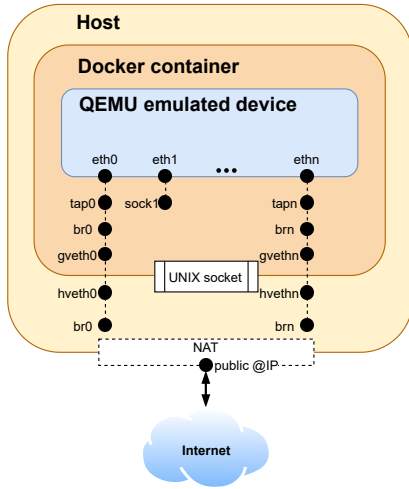 Host
Docker container
QEMU emulated device
eth0 eth1 ... ethn
tap0 sock1 tapn
br0 brn
gveth0 gvethn
UNIX socket
hveth0 hvethn
br0 brn
NAT
public @IP
Internet